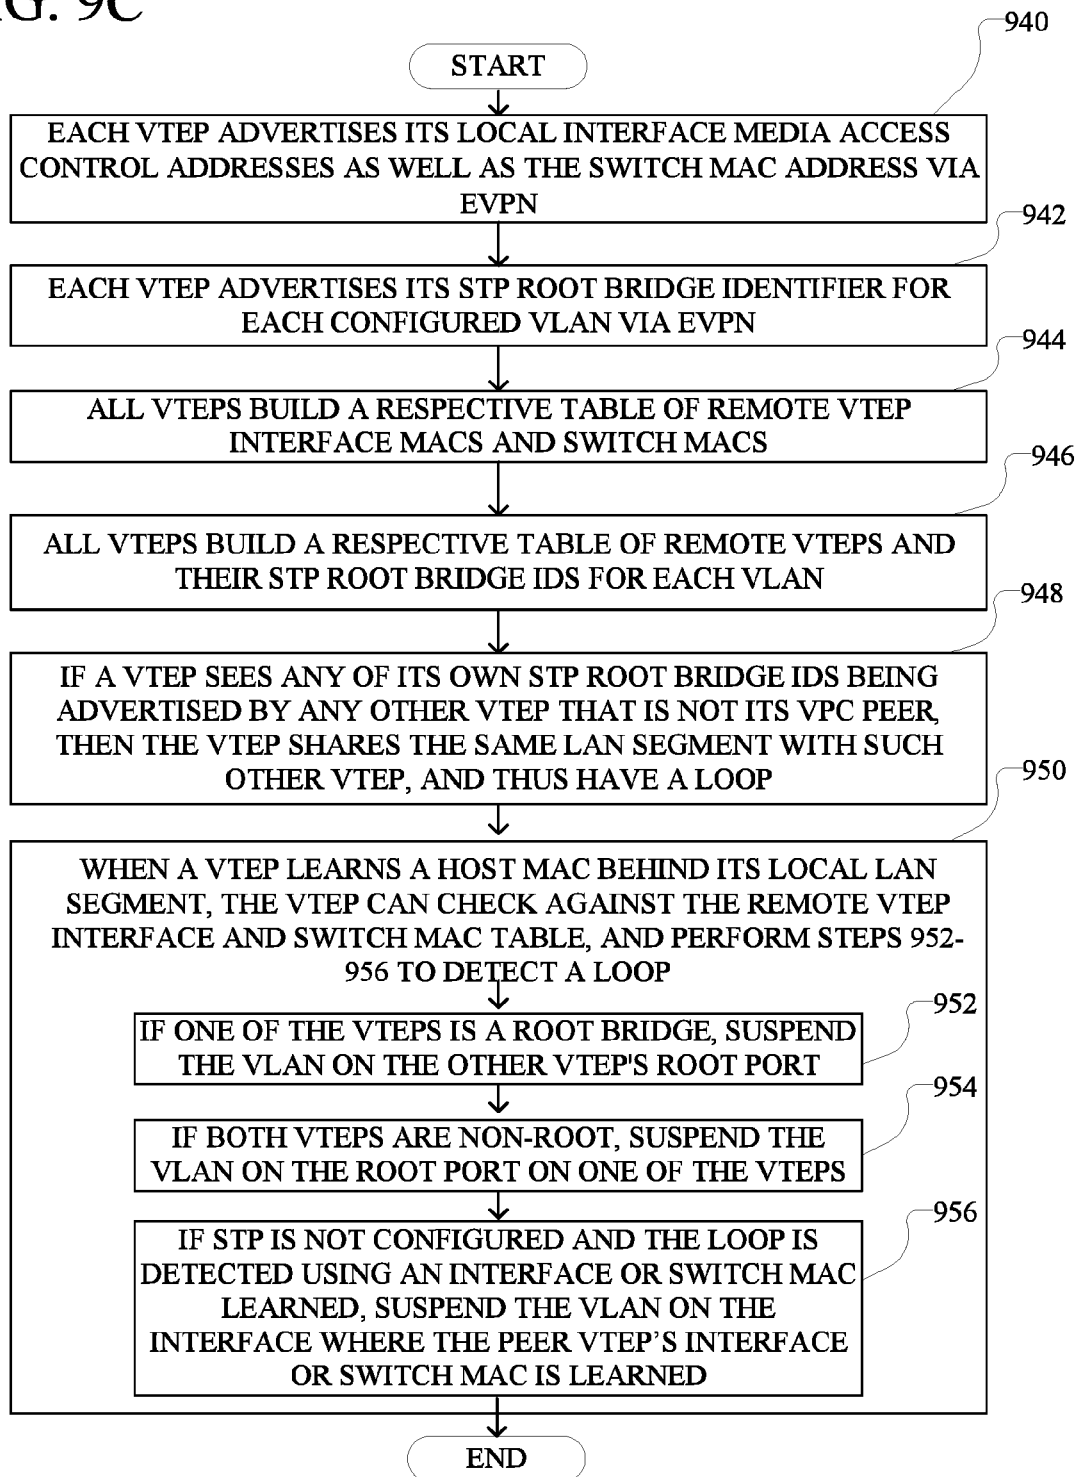 G. 9C
940
START
EACH VTEP ADVERTISES ITS LOCAL INTERFACE MEDIA ACCESS
CONTROL ADDRESSES AS WELL AS THE SWITCH MAC ADDRESS VIA
EVPN
942
EACH VTEP ADVERTISES ITS STP ROOT BRIDGE IDENTIFIER FOR
EACH CONFIGURED VLAN VIA EVPN
944
ALL VTEPS BUILD A RESPECTIVE TABLE OF REMOTE VTEP
INTERFACE MACS AND SWITCH MACS
946
ALL VTEPS BUILD A RESPECTIVE TABLE OF REMOTE VTEPS AND
THEIR STP ROOT BRIDGE IDS FOR EACH VLAN
948
IF A VTEP SEES ANY OF ITS OWN STP ROOT BRIDGE IDS BEING
ADVERTISED BY ANY OTHER VTEP THAT IS NOT ITS VPC PEER,
THEN THE VTEP SHARES THE SAME LAN SEGMENT WITH SUCH
OTHER VTEP, AND THUS HAVE A LOOP
950
WHEN A VTEP LEARNS A HOST MAC BEHIND ITS LOCAL LAN
SEGMENT, THE VTEP CAN CHECK AGAINST THE REMOTE VTEP
INTERFACE AND SWITCH MAC TABLE, AND PERFORM STEPS 952-
956 TO DETECT A LOOP
952
IF ONE OF THE VTEPS IS A ROOT BRIDGE, SUSPEND
THE VLAN ON THE OTHER VTEP'S ROOT PORT
954
IF BOTH VTEPS ARE NON-ROOT, SUSPEND THE
VLAN ON THE ROOT PORT ON ONE OF THE VTEPS
956
IF STP IS NOT CONFIGURED AND THE LOOP IS
DETECTED USING AN INTERFACE OR SWITCH MAC
LEARNED, SUSPEND THE VLAN ON THE
INTERFACE WHERE THE PEER VTEP’S INTERFACE
OR SWITCH MAC IS LEARNED
END